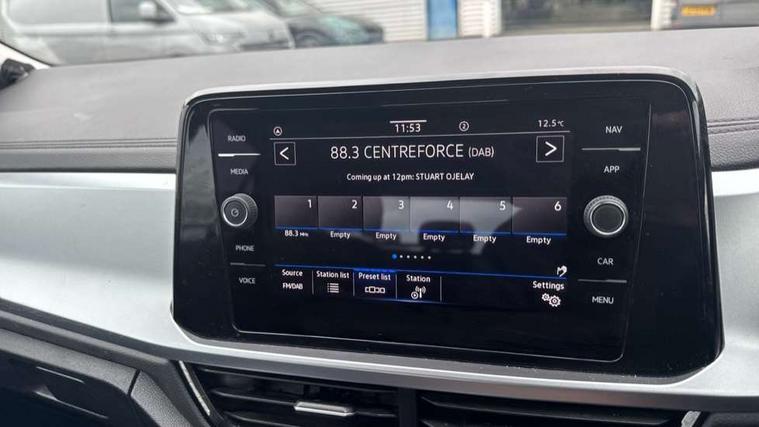 RADIO
MEDIA
PHONE
VOICE
11:53
2
12.5°C
<
88.3 CENTREFORCE (DAB)
>
Coming up at 12pm: STUART OJELAY
1 2 3 4 5 6
88.3 MHz Empty Empty Empty Empty Empty
Source Station list Preset list Station Settings
FM/DAB
NAV
APP
CAR
MENU